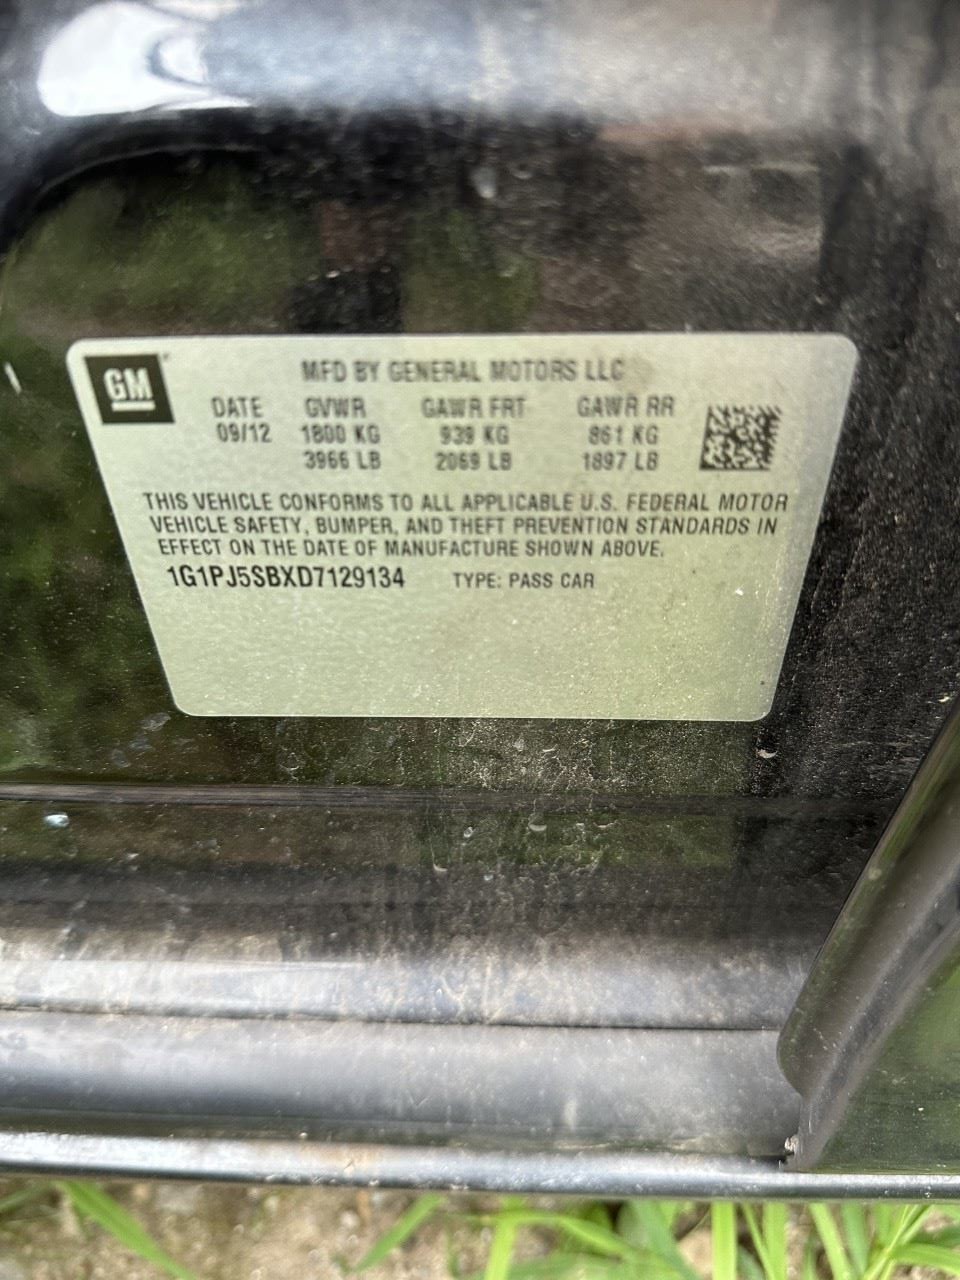 GM
MFD BY GENERAL MOTORS LLC
DATE GVWR GAWR FRT GAWR RR
09/12 1800 KG 939 KG 861 KG
3966 LB 2069 LB 1897 LB
THIS VEHICLE CONFORMS TO ALL APPLICABLE U.S. FEDERAL MOTOR
VEHICLE SAFETY, BUMPER, AND THEFT PREVENTION STANDARDS IN
EFFECT ON THE DATE OF MANUFACTURE SHOWN ABOVE.
1G1PJ5SBXD7129134 TYPE: PASS CAR